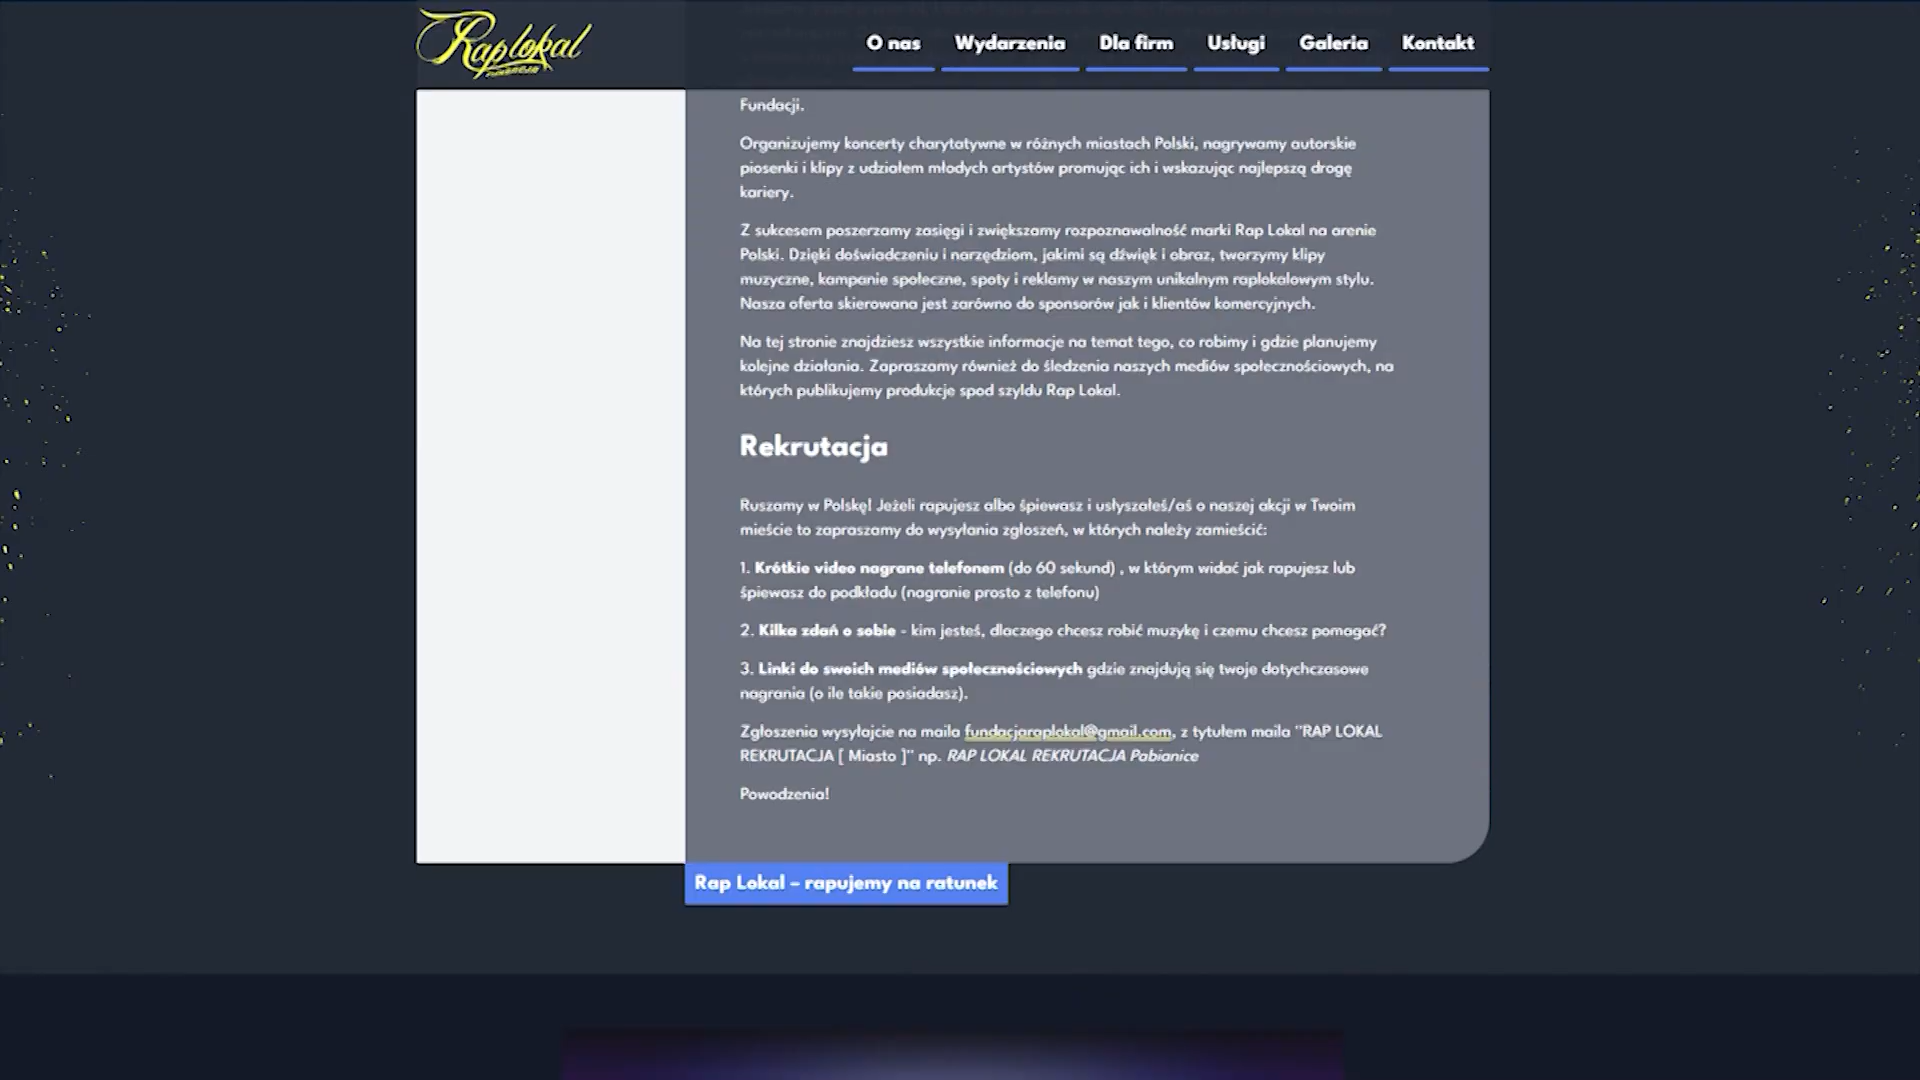 Rap lokal
FUNDACJA
O nas
Wydarzenia
Dla firm
Usługi
Galeria
Kontakt
Fundacji.
Organizujemy koncerty charytatywne w różnych miastach Polski, nagrywamy autorskie
piosenki i klipy z udziałem młodych artystów promując ich i wskazując najlepszą drogę
kariery.
Z sukcesem poszerzamy zasięgi i zwiększamy rozpoznawalność marki Rap Lokal na arenie
Polski. Dzięki doświadczeniu i narzędziom, jakimi są dźwięk i obraz, tworzymy klipy
muzyczne, kampanie społeczne, spoty i reklamy w naszym unikalnym raplokalowym stylu.
Nasza oferta skierowana jest zarówno do sponsorów jak i klientów komercyjnych.
Na tej stronie znajdziesz wszystkie informacje na temat tego, co robimy i gdzie planujemy
kolejne działania. Zapraszamy również do śledzenia naszych mediów społecznościowych, na
których publikujemy produkcje spod szyldu Rap Lokal.
Rekrutacja
Ruszamy w Polskę! Jeżeli rapujesz albo śpiewasz i usłyszałeś/aś o naszej akcji w Twoim
mieście to zapraszamy do wysyłania zgłoszeń, w których należy zamieścić:
1. Krótkie video nagrane telefonem (do 60 sekund) , w którym widać jak rapujesz lub
śpiewasz do podkładu (nagranie prosto z telefonu)
2. Kilka zdań o sobie - kim jesteś, dlaczego chcesz robić muzykę i czemu chcesz pomagać?
3. Linki do swoich mediów społecznościowych gdzie znajdują się twoje dotychczasowe
nagrania (o ile takie posiadasz).
Zgłoszenia wysyłajcie na maila fundacjaraplokal@gmail.com, z tytułem maila "RAP LOKAL
REKRUTACJA [ Miasto ]" np. RAP LOKAL REKRUTACJA Pabianice
Powodzenia!
Rap Lokal – rapujemy na ratunek